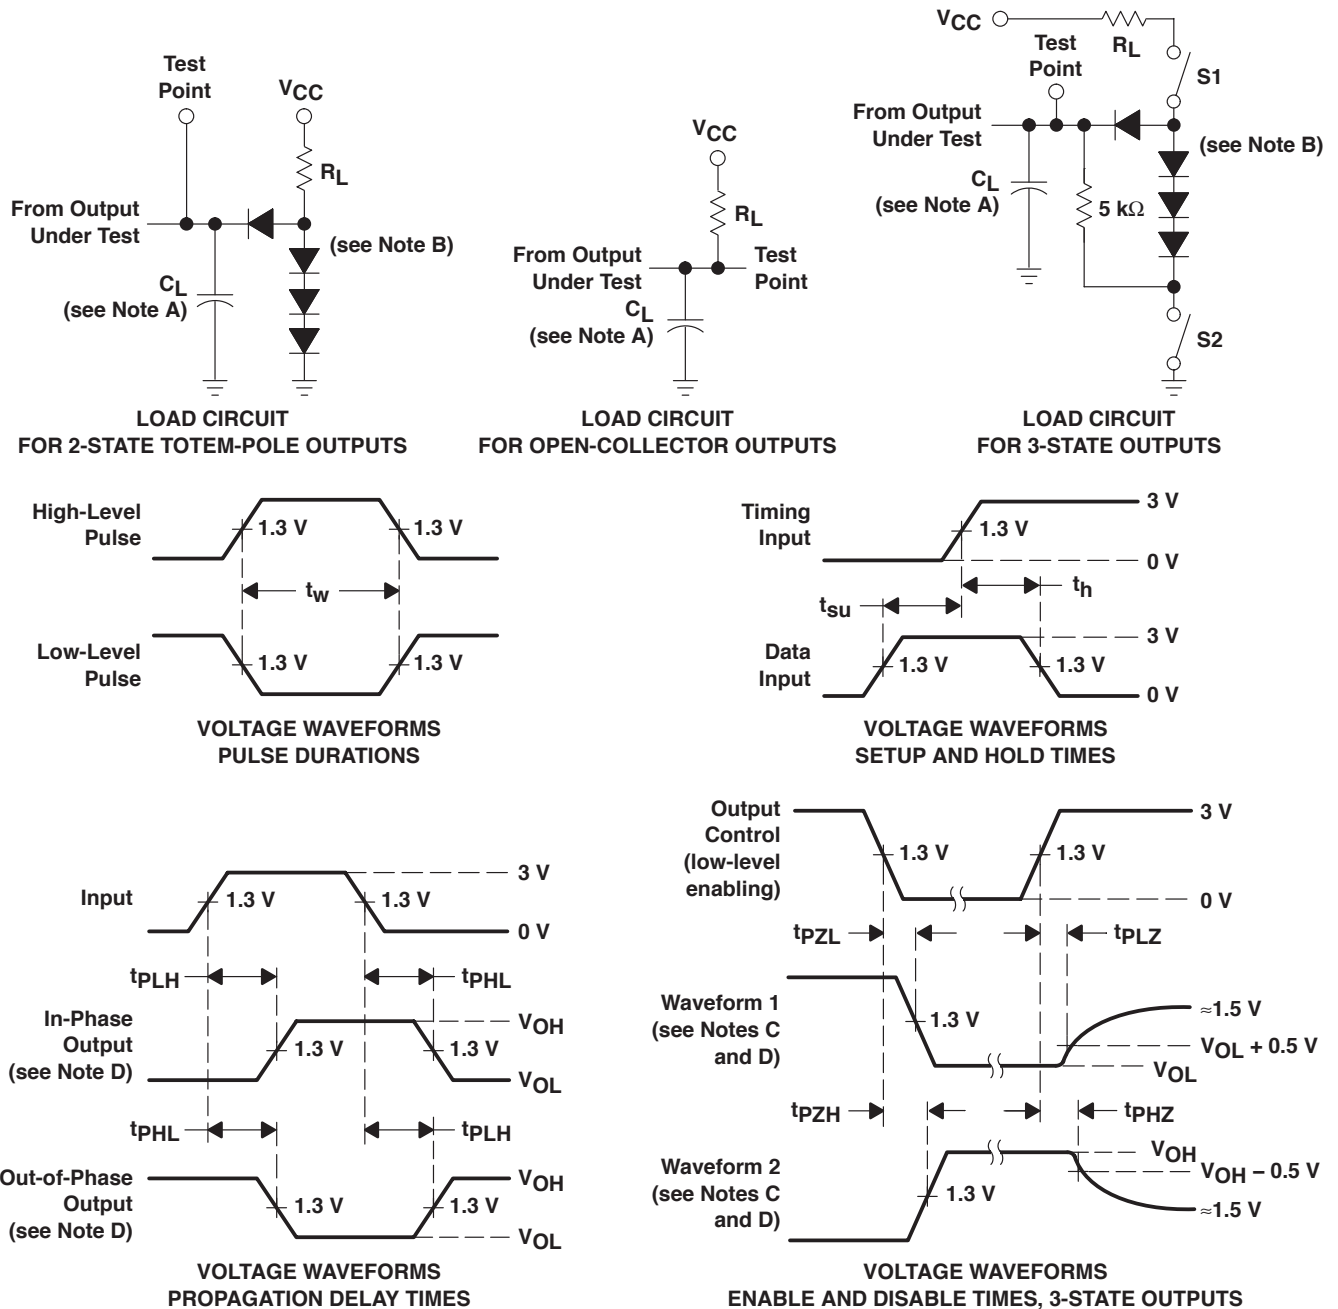 Test
Point
VCC
RL
From Output
Under Test
(see Note B)
CL
(see Note A)
LOAD CIRCUIT
FOR 2-STATE TOTEM-POLE OUTPUTS
VCC
RL
From Output
Under Test
Test
Point
CL
(see Note A)
LOAD CIRCUIT
FOR OPEN-COLLECTOR OUTPUTS
VCC
RL
Test
Point
S1
From Output
Under Test
(see Note B)
CL
(see Note A)
5 kΩ
S2
LOAD CIRCUIT
FOR 3-STATE OUTPUTS
High-Level
Pulse
1.3 V
1.3 V
tw
Low-Level
Pulse
1.3 V
1.3 V
VOLTAGE WAVEFORMS
PULSE DURATIONS
Timing
Input
1.3 V
3 V
0 V
th
tsu
Data
Input
1.3 V
1.3 V
3 V
0 V
VOLTAGE WAVEFORMS
SETUP AND HOLD TIMES
Input
1.3 V
1.3 V
3 V
0 V
tPLH
tPHL
In-Phase
Output
(see Note D)
1.3 V
1.3 V
VOH
VOL
tPHL
tPLH
Out-of-Phase
Output
(see Note D)
1.3 V
1.3 V
VOH
VOL
VOLTAGE WAVEFORMS
PROPAGATION DELAY TIMES
Output
Control
(low-level
enabling)
1.3 V
1.3 V
3 V
0 V
tPZL
tPLZ
Waveform 1
(see Notes C
and D)
1.3 V
≈1.5 V
VOL + 0.5 V
VOL
tPZH
tPHZ
Waveform 2
(see Notes C
and D)
1.3 V
VOH
VOH − 0.5 V
≈1.5 V
VOLTAGE WAVEFORMS
ENABLE AND DISABLE TIMES, 3-STATE OUTPUTS